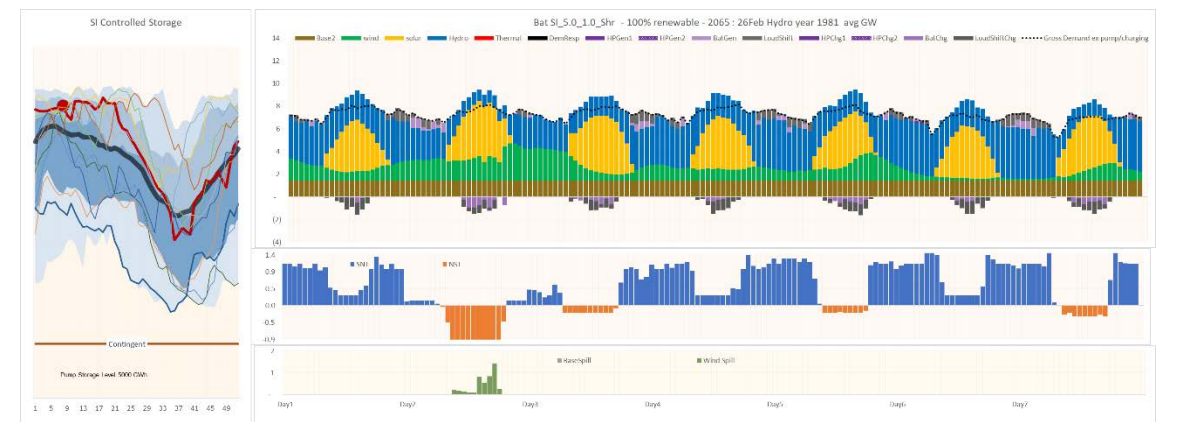 SI Controlled Storage
Contingent
Pump Storage Level 5000 GWh
1 5 9 13 17 21 25 29 33 37 41 45 49
Bat SI_5.0_1.0_Shr - 100% renewable - 2065 : 26Feb Hydro year 1981 avg GW
Base2 wind solar Hydro Thermal DemResp HPGen1 HPGen2 BatGen LoadShift HPChg1 HPChg2 BatChg LoadShiftChg Gross Demand ex pump/charging
14
12
10
8
6
4
2
-
(2)
(4)
SNI NSI
1.4
0.9
0.5
0.0
-0.5
-0.9
BaseSpill Wind Spill
2
1
-
Day1 Day2 Day3 Day4 Day5 Day6 Day7